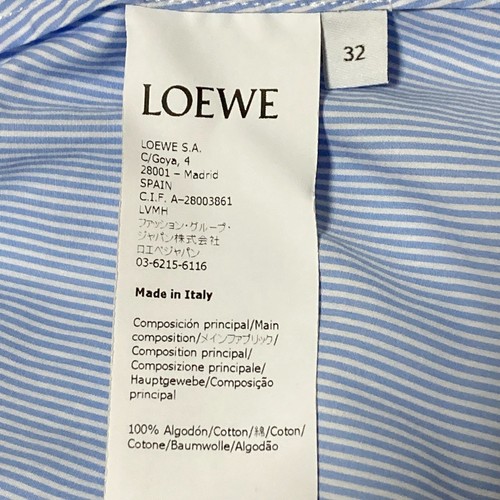 LOEWE
32
LOEWE S.A.
C/Goya, 4
28001 – Madrid
SPAIN
C.I.F. A–28003861
LVMH
ファッション・グループ・
ジャパン株式会社
ロエベジャパン
03-6215-6116
Made in Italy
Composición principal/Main
composition/メインファブリック/
Composition principal/
Composizione principale/
Hauptgewebe/Composição
principal
100% Algodón/Cotton/綿/Coton/
Cotone/Baumwolle/Algodão